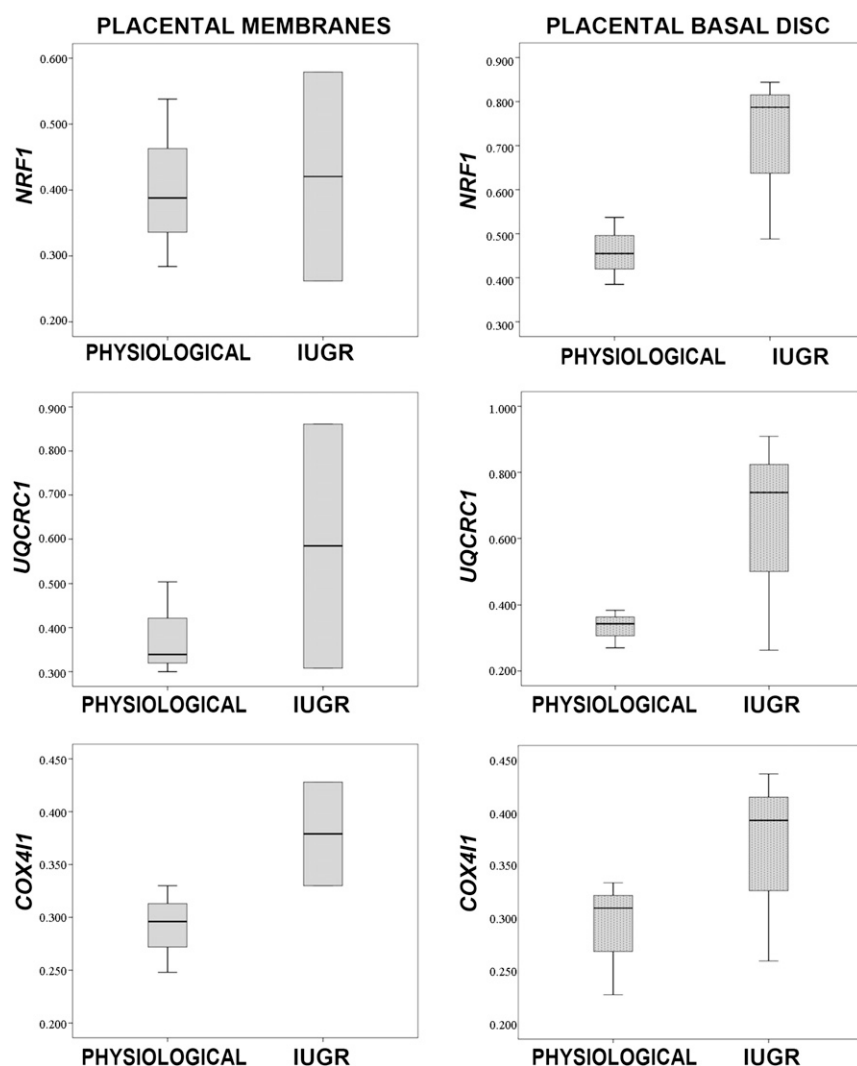 PLACENTAL MEMBRANES
PLACENTAL BASAL DISC
NRF1
0.600
0.500
0.400
0.300
0.200
PHYSIOLOGICAL IUGR
NRF1
0.900
0.800
0.700
0.600
0.500
0.400
0.300
PHYSIOLOGICAL IUGR
UQCRC1
0.900
0.800
0.700
0.600
0.500
0.400
0.300
PHYSIOLOGICAL IUGR
UQCRC1
1.000
0.800
0.600
0.400
0.200
PHYSIOLOGICAL IUGR
COX4I1
0.450
0.400
0.350
0.300
0.250
0.200
PHYSIOLOGICAL IUGR
COX4I1
0.450
0.400
0.350
0.300
0.250
0.200
PHYSIOLOGICAL IUGR